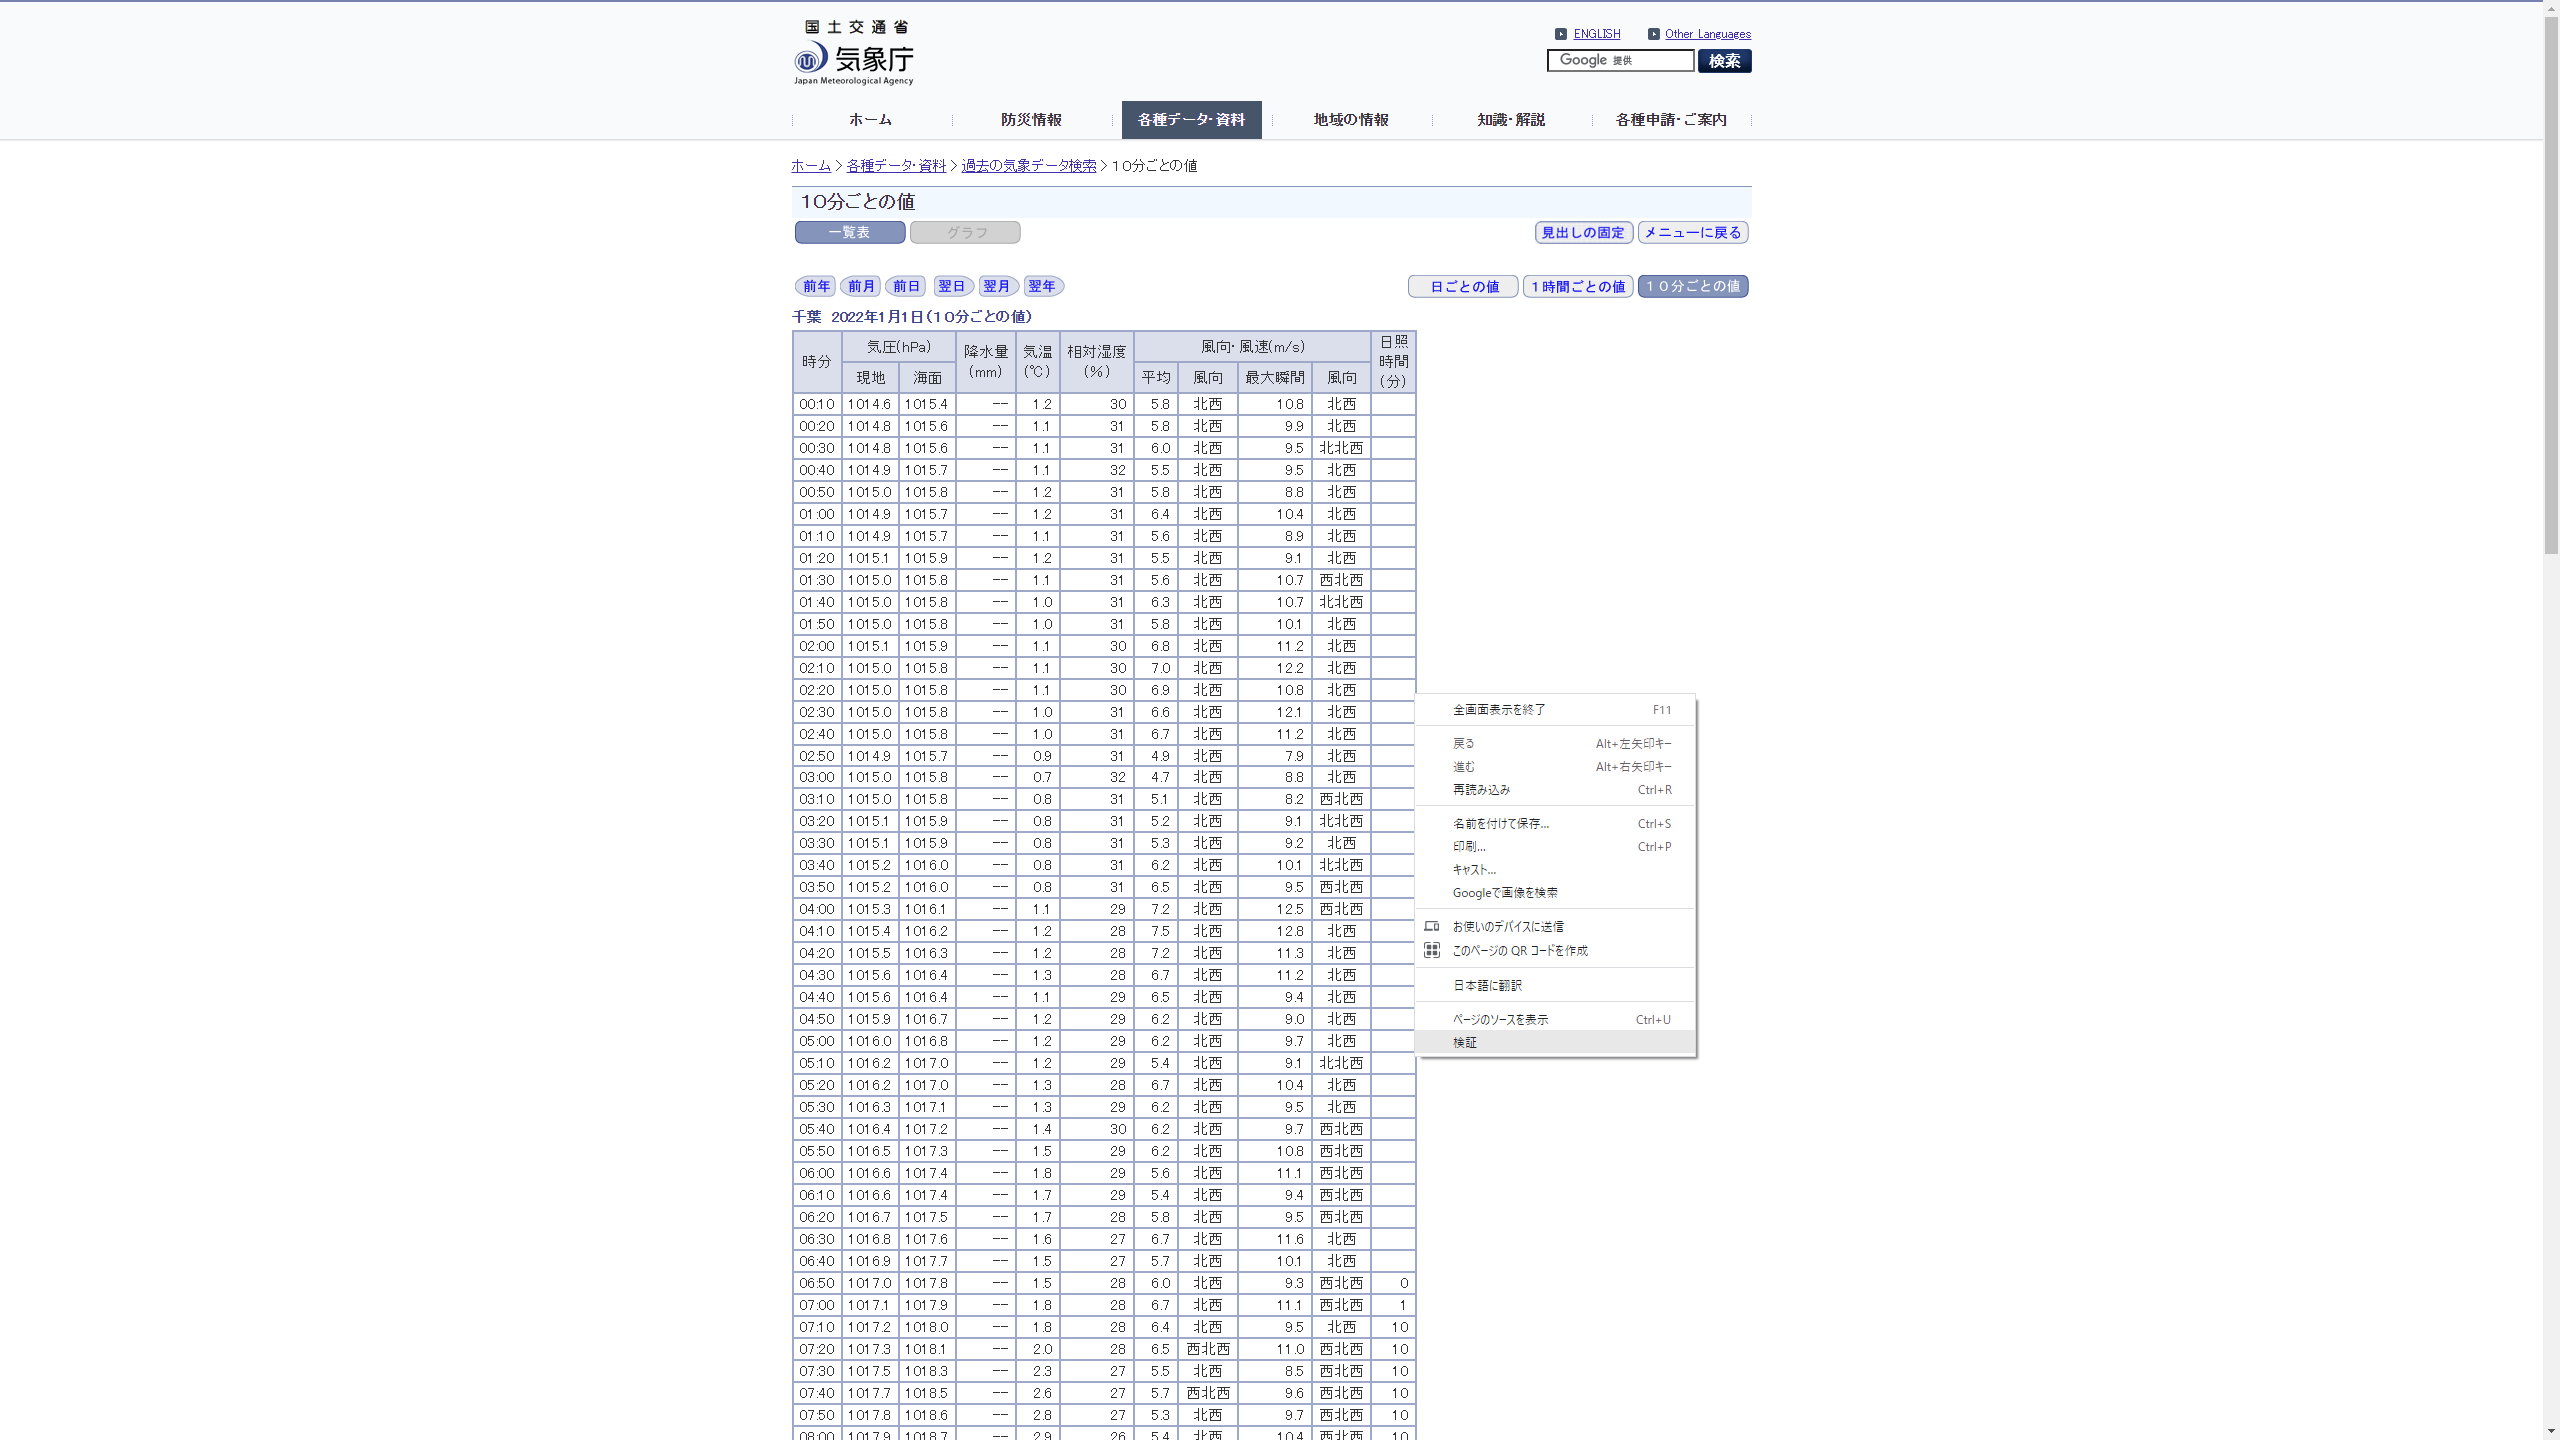 国土交通省
気象庁
Japan Meteorological Agency
ENGLISH Other Languages
Google 提供 検索
ホーム 防災情報 各種データ・資料 地域の情報 知識・解説 各種申請・ご案内
ホーム > 各種データ・資料 > 過去の気象データ検索 > 10分ごとの値
10分ごとの値
一覧表 グラフ 見出しの固定 メニューに戻る
前年 前月 前日 翌日 翌月 翌年 日ごとの値 1時間ごとの値 10分ごとの値
千葉 2022年1月1日(10分ごとの値)
時分 気圧(hPa) 降水量(mm) 気温(℃) 相対湿度(%) 風向・風速(m/s) 日照時間(分)
現地 海面 平均 風向 最大瞬間 風向
00:10 1014.6 1015.4 -- 1.2 30 5.8 北西 10.8 北西
00:20 1014.8 1015.6 -- 1.1 31 5.8 北西 9.9 北西
00:30 1014.8 1015.6 -- 1.1 31 6.0 北西 9.5 北北西
00:40 1014.9 1015.7 -- 1.1 32 5.5 北西 9.5 北西
00:50 1015.0 1015.8 -- 1.2 31 5.8 北西 8.8 北西
01:00 1014.9 1015.7 -- 1.2 31 6.4 北西 10.4 北西
01:10 1014.9 1015.7 -- 1.1 31 5.6 北西 8.9 北西
01:20 1015.1 1015.9 -- 1.2 31 5.5 北西 9.1 北西
01:30 1015.0 1015.8 -- 1.1 31 5.6 北西 10.7 西北西
01:40 1015.0 1015.8 -- 1.0 31 6.3 北西 10.7 北北西
01:50 1015.0 1015.8 -- 1.0 31 5.8 北西 10.1 北西
02:00 1015.1 1015.9 -- 1.1 30 6.8 北西 11.2 北西
02:10 1015.0 1015.8 -- 1.1 30 7.0 北西 12.2 北西
02:20 1015.0 1015.8 -- 1.1 30 6.9 北西 10.8 北西
02:30 1015.0 1015.8 -- 1.0 31 6.6 北西 12.1 北西
02:40 1015.0 1015.8 -- 1.0 31 6.7 北西 11.2 北西
02:50 1014.9 1015.7 -- 0.9 31 4.9 北西 7.9 北西
03:00 1015.0 1015.8 -- 0.7 32 4.7 北西 8.8 北西
03:10 1015.0 1015.8 -- 0.8 31 5.1 北西 8.2 西北西
03:20 1015.1 1015.9 -- 0.8 31 5.2 北西 9.1 北北西
03:30 1015.1 1015.9 -- 0.8 31 5.3 北西 9.2 北西
03:40 1015.2 1016.0 -- 0.8 31 6.2 北西 10.1 北北西
03:50 1015.2 1016.0 -- 0.8 31 6.5 北西 9.5 西北西
04:00 1015.3 1016.1 -- 1.1 29 7.2 北西 12.5 西北西
04:10 1015.4 1016.2 -- 1.2 28 7.5 北西 12.8 北西
04:20 1015.5 1016.3 -- 1.2 28 7.2 北西 11.3 北西
04:30 1015.6 1016.4 -- 1.3 28 6.7 北西 11.2 北西
04:40 1015.6 1016.4 -- 1.1 29 6.5 北西 9.4 北西
04:50 1015.9 1016.7 -- 1.2 29 6.2 北西 9.0 北西
05:00 1016.0 1016.8 -- 1.2 29 6.2 北西 9.7 北西
05:10 1016.2 1017.0 -- 1.2 29 5.4 北西 9.1 北北西
05:20 1016.2 1017.0 -- 1.3 28 6.7 北西 10.4 北西
05:30 1016.3 1017.1 -- 1.3 29 6.2 北西 9.5 北西
05:40 1016.4 1017.2 -- 1.4 30 6.2 北西 9.7 西北西
05:50 1016.5 1017.3 -- 1.5 29 6.2 北西 10.8 西北西
06:00 1016.6 1017.4 -- 1.8 29 5.6 北西 11.1 西北西
06:10 1016.6 1017.4 -- 1.7 29 5.4 北西 9.4 西北西
06:20 1016.7 1017.5 -- 1.7 28 5.8 北西 9.5 西北西
06:30 1016.8 1017.6 -- 1.6 27 6.7 北西 11.6 北西
06:40 1016.9 1017.7 -- 1.5 27 5.7 北西 10.1 北西
06:50 1017.0 1017.8 -- 1.5 28 6.0 北西 9.3 西北西 0
07:00 1017.1 1017.9 -- 1.8 28 6.7 北西 11.1 西北西 1
07:10 1017.2 1018.0 -- 1.8 28 6.4 北西 9.5 北西 10
07:20 1017.3 1018.1 -- 2.0 28 6.5 西北西 11.0 西北西 10
07:30 1017.5 1018.3 -- 2.3 27 5.5 北西 8.5 西北西 10
07:40 1017.7 1018.5 -- 2.6 27 5.7 西北西 9.6 西北西 10
07:50 1017.8 1018.6 -- 2.8 27 5.3 北西 9.7 西北西 10
08:00 1017.9 1018.7 -- 2.9 26 5.4 北西 10.4 西北西 10
全画面表示を終了 F11
戻る Alt+左矢印キー
進む Alt+右矢印キー
再読み込み Ctrl+R
名前を付けて保存... Ctrl+S
印刷... Ctrl+P
キャスト...
Googleで画像を検索
お使いのデバイスに送信
このページの QR コードを作成
日本語に翻訳
ページのソースを表示 Ctrl+U
検証